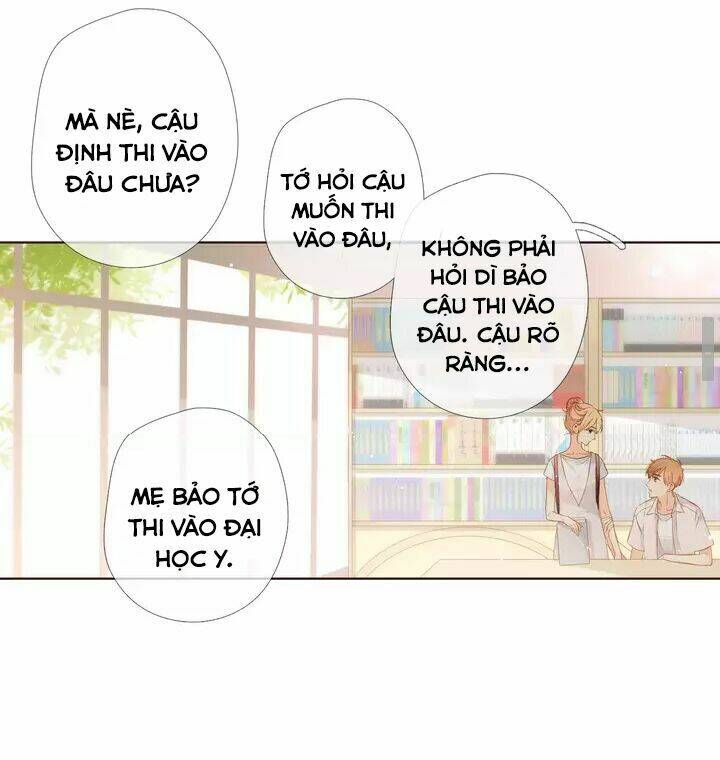 MÀ NÈ, CẬU
ĐỊNH THI VÀO
ĐÂU CHƯA?
MẸ BẢO TỚ
THI VÀO ĐẠI
HỌC Y.
TỚ HỎI CẬU
MUỐN THI
VÀO ĐÂU,
KHÔNG PHẢI
HỎI DÌ BẢO
CẬU THI VÀO
ĐÂU. CẬU RÕ
RÀNG...